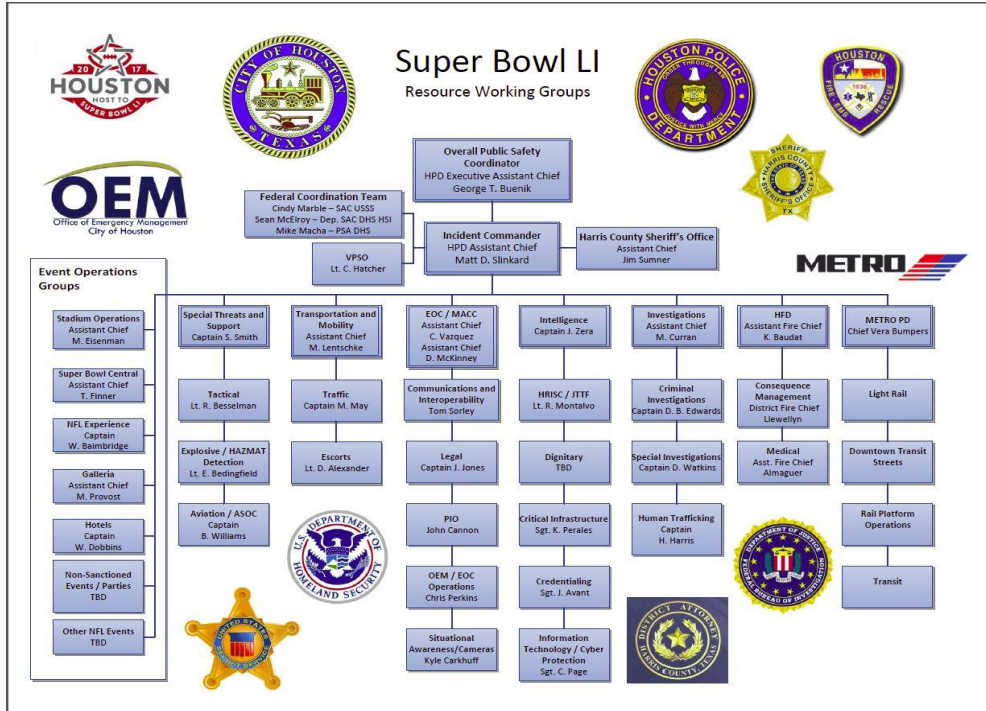 Super Bowl LI
Resource Working Groups
2017
HOUSTON
HOST TO
SUPER BOWL LI
CITY OF HOUSTON
TEXAS
HOUSTON POLICE
ORDER THROUGH LAW
JUSTICE WITH MERCY
DEPARTMENT
HOUSTON
1838
FIRE - EMS
RESCUE
SHERIFF
HARRIS COUNTY
SHERIFF'S OFFICE
TX
OEM
Office of Emergency Management
City of Houston
METRO
Overall Public Safety
Coordinator
HPD Executive Assistant Chief
George T. Buenik
Federal Coordination Team
Cindy Marble – SAC USSS
Sean McElroy – Dep. SAC DHS HSI
Mike Macha – PSA DHS
Incident Commander
HPD Assistant Chief
Matt D. Slinkard
Harris County Sheriff's Office
Assistant Chief
Jim Sumner
VPSO
Lt. C. Hatcher
Event Operations
Groups
Stadium Operations
Assistant Chief
M. Eisenman
Super Bowl Central
Assistant Chief
T. Finner
NFL Experience
Captain
W. Baimbridge
Galleria
Assistant Chief
M. Provost
Hotels
Captain
W. Dobbins
Non-Sanctioned
Events / Parties
TBD
Other NFL Events
TBD
Special Threats and
Support
Captain S. Smith
Tactical
Lt. R. Besselman
Explosive / HAZMAT
Detection
Lt. E. Bedingfield
Aviation / ASOC
Captain
B. Williams
Transportation and
Mobility
Assistant Chief
M. Lentschke
Traffic
Captain M. May
Escorts
Lt. D. Alexander
EOC / MACC
Assistant Chief
C. Vazquez
Assistant Chief
D. McKinney
Communications and
Interoperability
Tom Sorley
Legal
Captain J. Jones
PIO
John Cannon
OEM / EOC
Operations
Chris Perkins
Situational
Awareness/Cameras
Kyle Carkhuff
Intelligence
Captain J. Zera
HRISC / JTTF
Lt. R. Montalvo
Dignitary
TBD
Critical Infrastructure
Sgt. K. Perales
Credentialing
Sgt. J. Avant
Information
Technology / Cyber
Protection
Sgt. C. Page
Investigations
Assistant Chief
M. Curran
Criminal
Investigations
Captain D. B. Edwards
Special Investigations
Captain D. Watkins
Human Trafficking
Captain
H. Harris
HFD
Assistant Fire Chief
K. Baudat
Consequence
Management
District Fire Chief
Llewellyn
Medical
Asst. Fire Chief
Almaguer
METRO PD
Chief Vera Bumpers
Light Rail
Downtown Transit
Streets
Rail Platform
Operations
Transit
U.S. DEPARTMENT OF
HOMELAND SECURITY
UNITED STATES
SECRET SERVICE
DEPARTMENT OF JUSTICE
FEDERAL BUREAU OF INVESTIGATION
DISTRICT ATTORNEY
HARRIS COUNTY, TEXAS